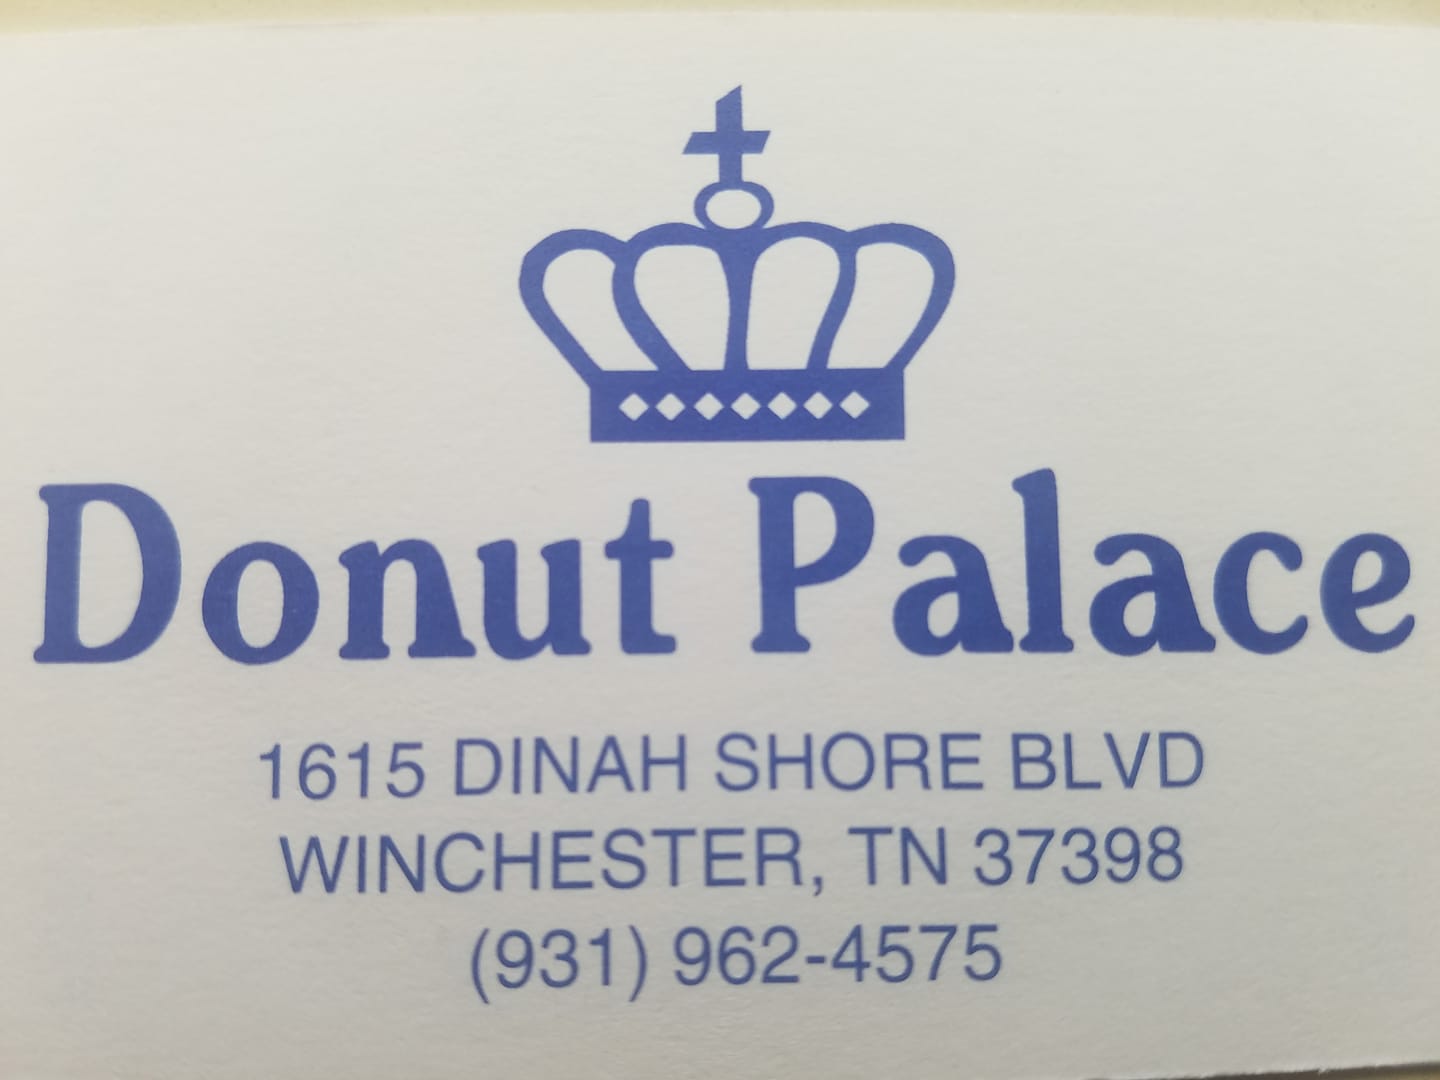 Donut Palace
1615 DINAH SHORE BLVD
WINCHESTER, TN 37398
(931) 962-4575